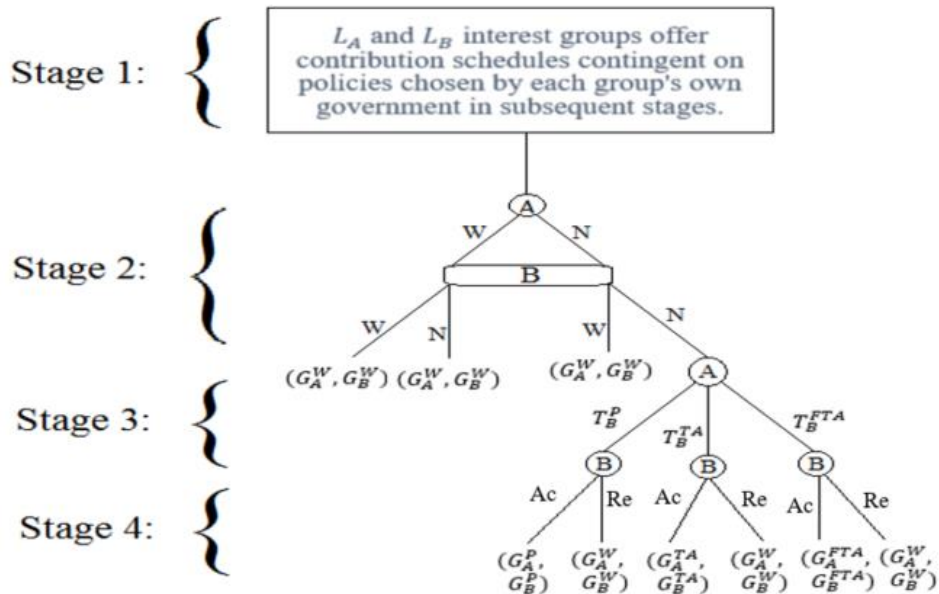 Stage 1:
L_A and L_B interest groups offer
contribution schedules contingent on
policies chosen by each group's own
government in subsequent stages.
A
W N
Stage 2:
B
W N W N
(G_A^W, G_B^W) (G_A^W, G_B^W) (G_A^W, G_B^W)
A
Stage 3:
T_B^P T_B^TA T_B^FTA
B B B
Stage 4:
Ac Re Ac Re Ac Re
(G_A^P, (G_A^W, (G_A^TA, (G_A^W, (G_A^FTA, (G_A^W,
G_B^P) G_B^W) G_B^TA) G_B^W) G_B^FTA) G_B^W)